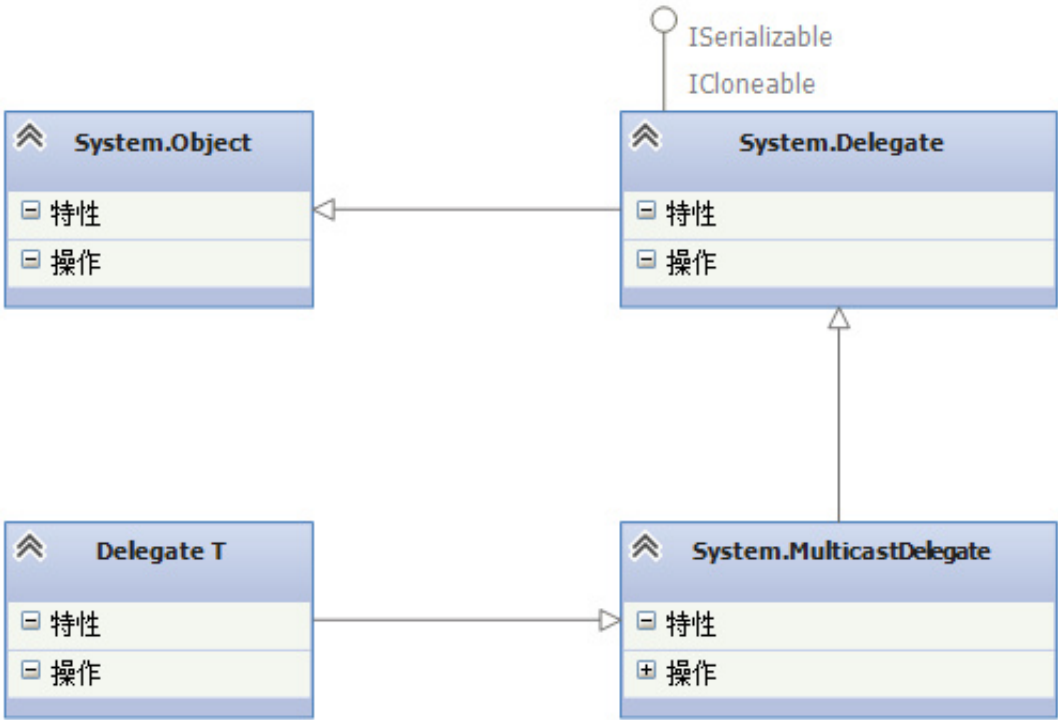 ISerializable
ICloneable
System.Object
特性
操作
System.Delegate
特性
操作
Delegate T
特性
操作
System.MulticastDelegate
特性
操作